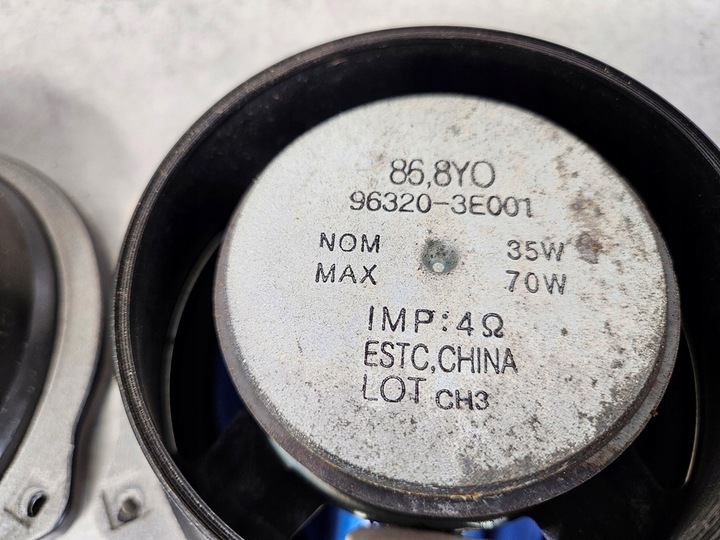 86,8YO
96320-3E001
NOM 35W
MAX 70W
IMP:4Ω
ESTC,CHINA
LOT CH3